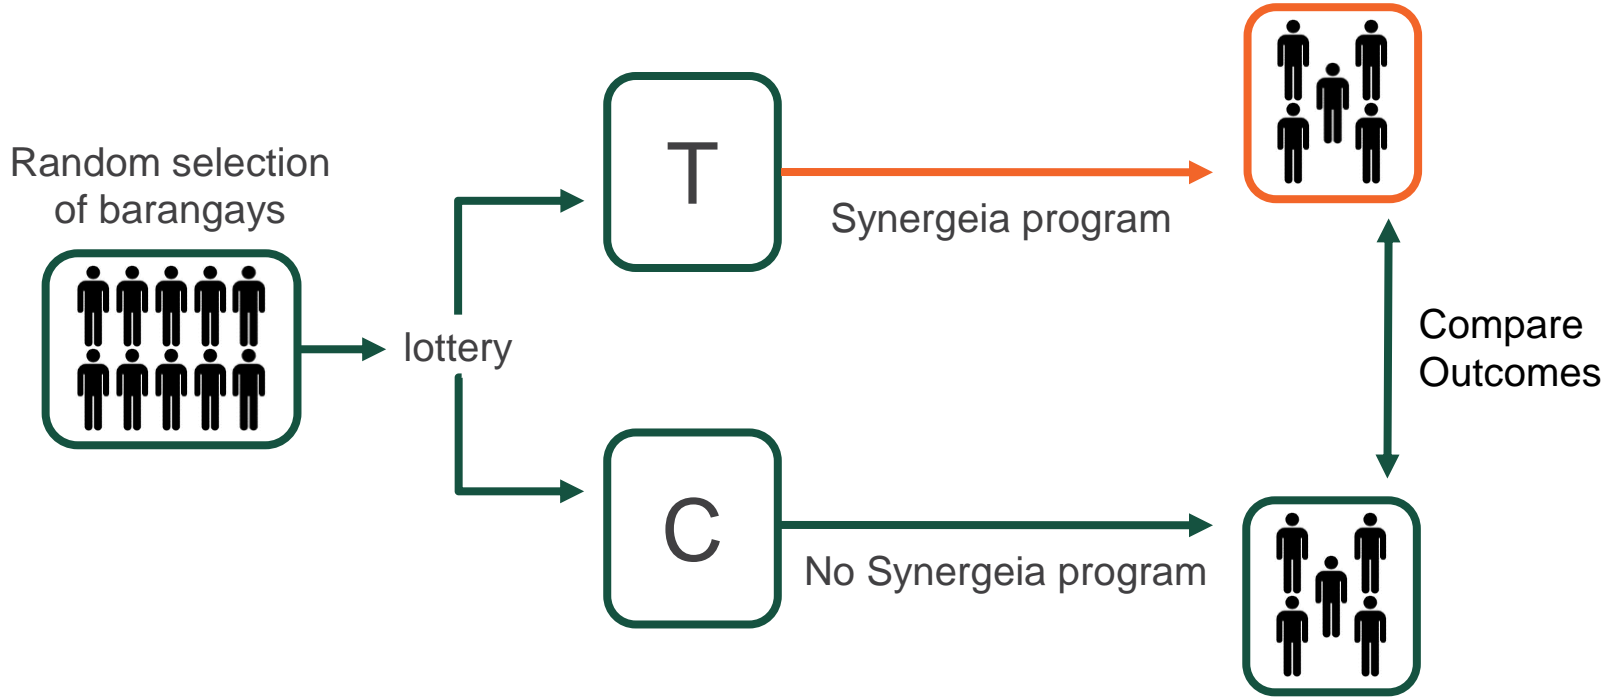 Random selection
of barangays
lottery
T
Synergeia program
C
No Synergeia program
Compare
Outcomes